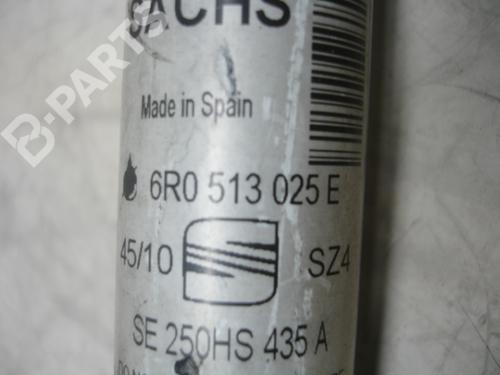 SACHS
B-PARTS
Made in Spain
6R0 513 025 E
45/10 SZ4
SE 250HS 435 A